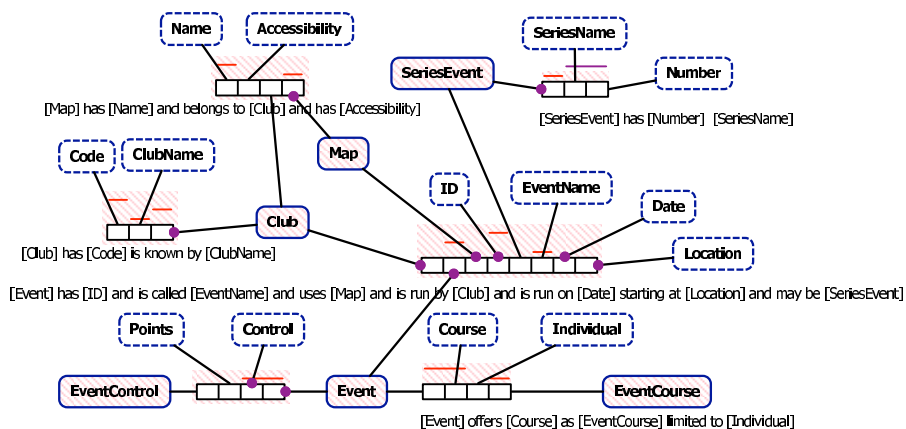 Name
Accessibility
SeriesName
SeriesEvent
Number
[Map] has [Name] and belongs to [Club] and has [Accessibility]
[SeriesEvent] has [Number] [SeriesName]
Code
ClubName
Map
ID
EventName
Date
Club
Location
[Club] has [Code] is known by [ClubName]
[Event] has [ID] and is called [EventName] and uses [Map] and is run by [Club] and is run on [Date] starting at [Location] and may be [SeriesEvent]
Points
Control
Course
Individual
EventControl
Event
EventCourse
[Event] offers [Course] as [EventCourse] limited to [Individual]